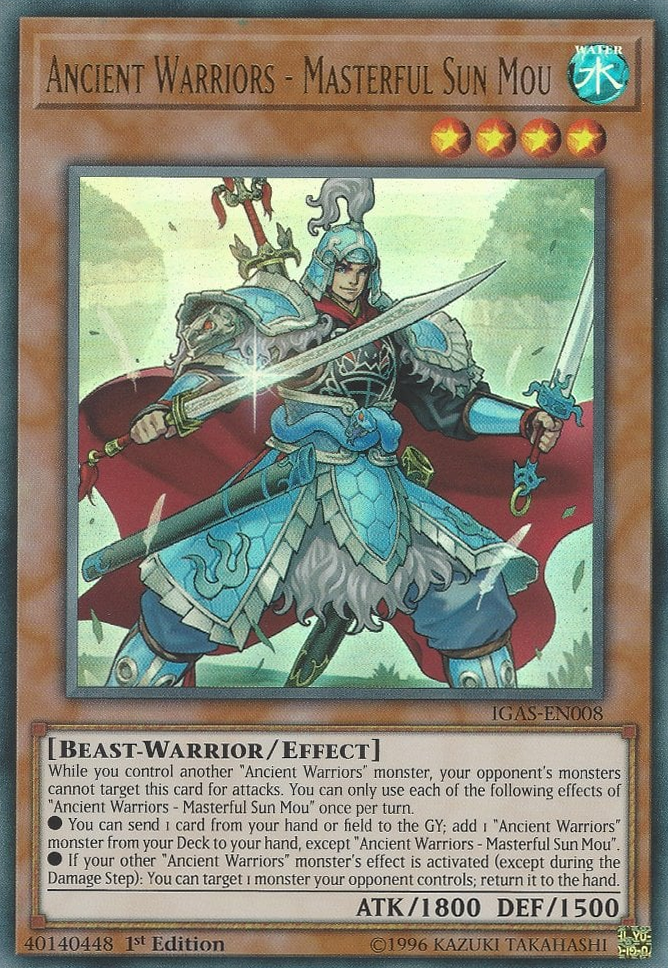 ANCIENT WARRIORS - MASTERFUL SUN MOU
WATER
水
IGAS-EN008
[BEAST-WARRIOR/EFFECT]
While you control another "Ancient Warriors" monster, your opponent's monsters
cannot target this card for attacks. You can only use each of the following effects of
"Ancient Warriors - Masterful Sun Mou" once per turn.
● You can send 1 card from your hand or field to the GY; add 1 "Ancient Warriors"
monster from your Deck to your hand, except "Ancient Warriors - Masterful Sun Mou".
● If your other "Ancient Warriors" monster's effect is activated (except during the
Damage Step): You can target 1 monster your opponent controls; return it to the hand.
ATK/1800 DEF/1500
40140448 1st Edition ©1996 KAZUKI TAKAHASHI